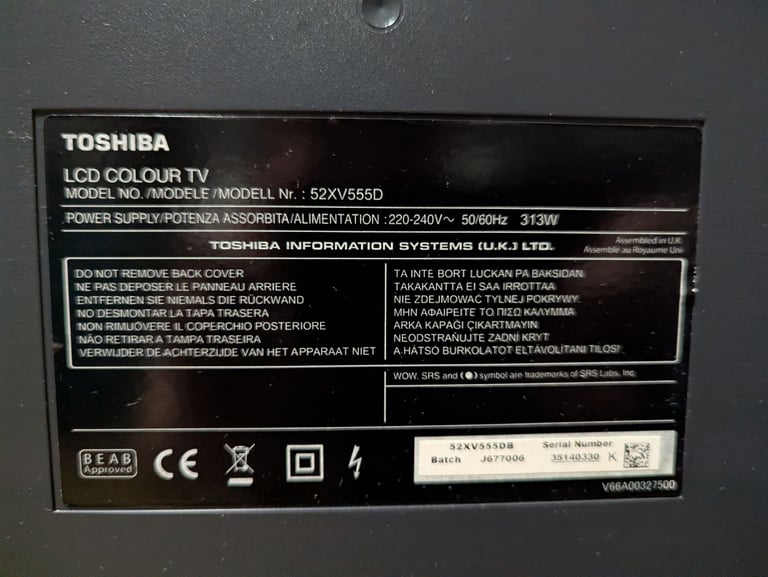 TOSHIBA
LCD COLOUR TV
MODEL NO./MODELE/MODELL Nr. : 52XV555D
POWER SUPPLY/POTENZA ASSORBITA/ALIMENTATION : 220-240V~ 50/60Hz 313W
TOSHIBA INFORMATION SYSTEMS (U.K.) LTD.
Assembled in U.K.
Assemblé au Royaume Uni
DO NOT REMOVE BACK COVER
NE PAS DEPOSER LE PANNEAU ARRIERE
ENTFERNEN SIE NIEMALS DIE RÜCKWAND
NO DESMONTAR LA TAPA TRASERA
NON RIMUOVERE IL COPERCHIO POSTERIORE
NÃO RETIRAR A TAMPA TRASEIRA
VERWIJDER DE ACHTERZIJDE VAN HET APPARAAT NIET
TA INTE BORT LUCKAN PA BAKSIDAN
TAKAKANTTA EI SAA IRROTTAA
NIE ZDEJMOWAĆ TYLNEJ POKRYWY.
ΜΗΝ ΑΦΑΙΡΕΙΤΕ ΤΟ ΠΙΣΩ ΚΑΛΥΜΜΑ
ARKA KAPAĞI ÇIKARTMAYIN
NEODSTRAŇUJTE ZADNÍ KRYT
A HÁTSÓ BURKOLATOT ELTÁVOLÍTANI TILOS!
WOW, SRS and (●) symbol are trademarks of SRS Labs, Inc.
BEAB
Approved
CE
52XV555DB Serial Number
Batch J677006 35140330 K
V66A00327500